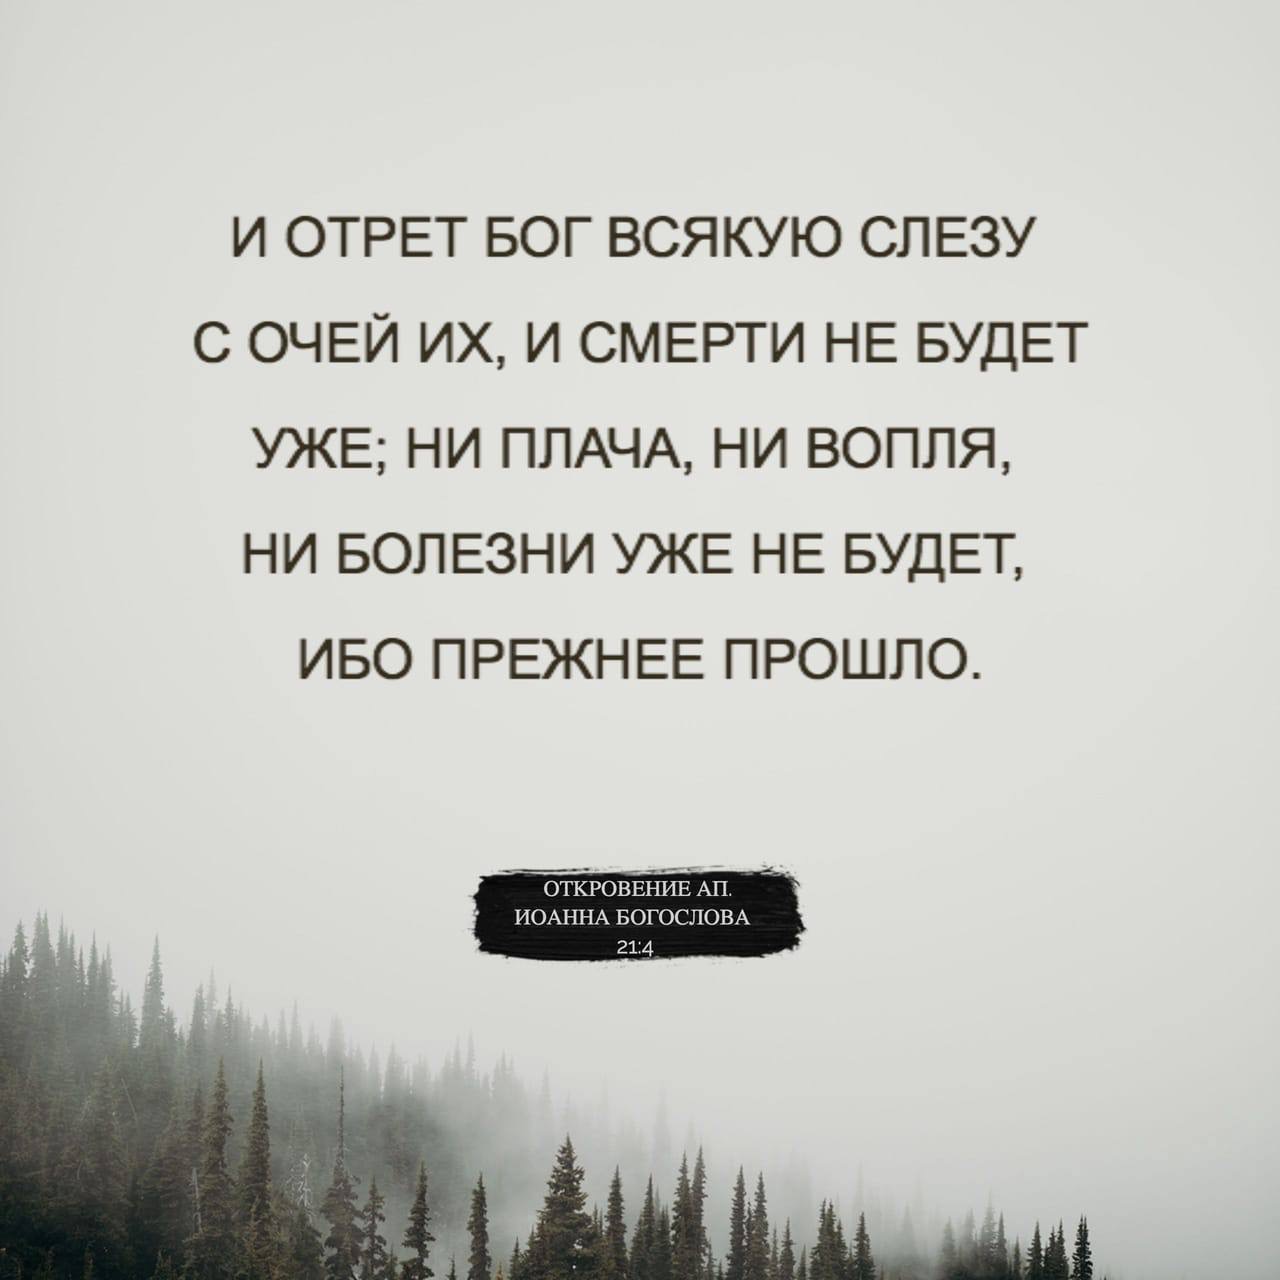 И ОТРЕТ БОГ ВСЯКУЮ СЛЕЗУ
С ОЧЕЙ ИХ, И СМЕРТИ НЕ БУДЕТ
УЖЕ; НИ ПЛАЧА, НИ ВОПЛЯ,
НИ БОЛЕЗНИ УЖЕ НЕ БУДЕТ,
ИБО ПРЕЖНЕЕ ПРОШЛО.
ОТКРОВЕНИЕ АП.
ИОАННА БОГОСЛОВА
21:4